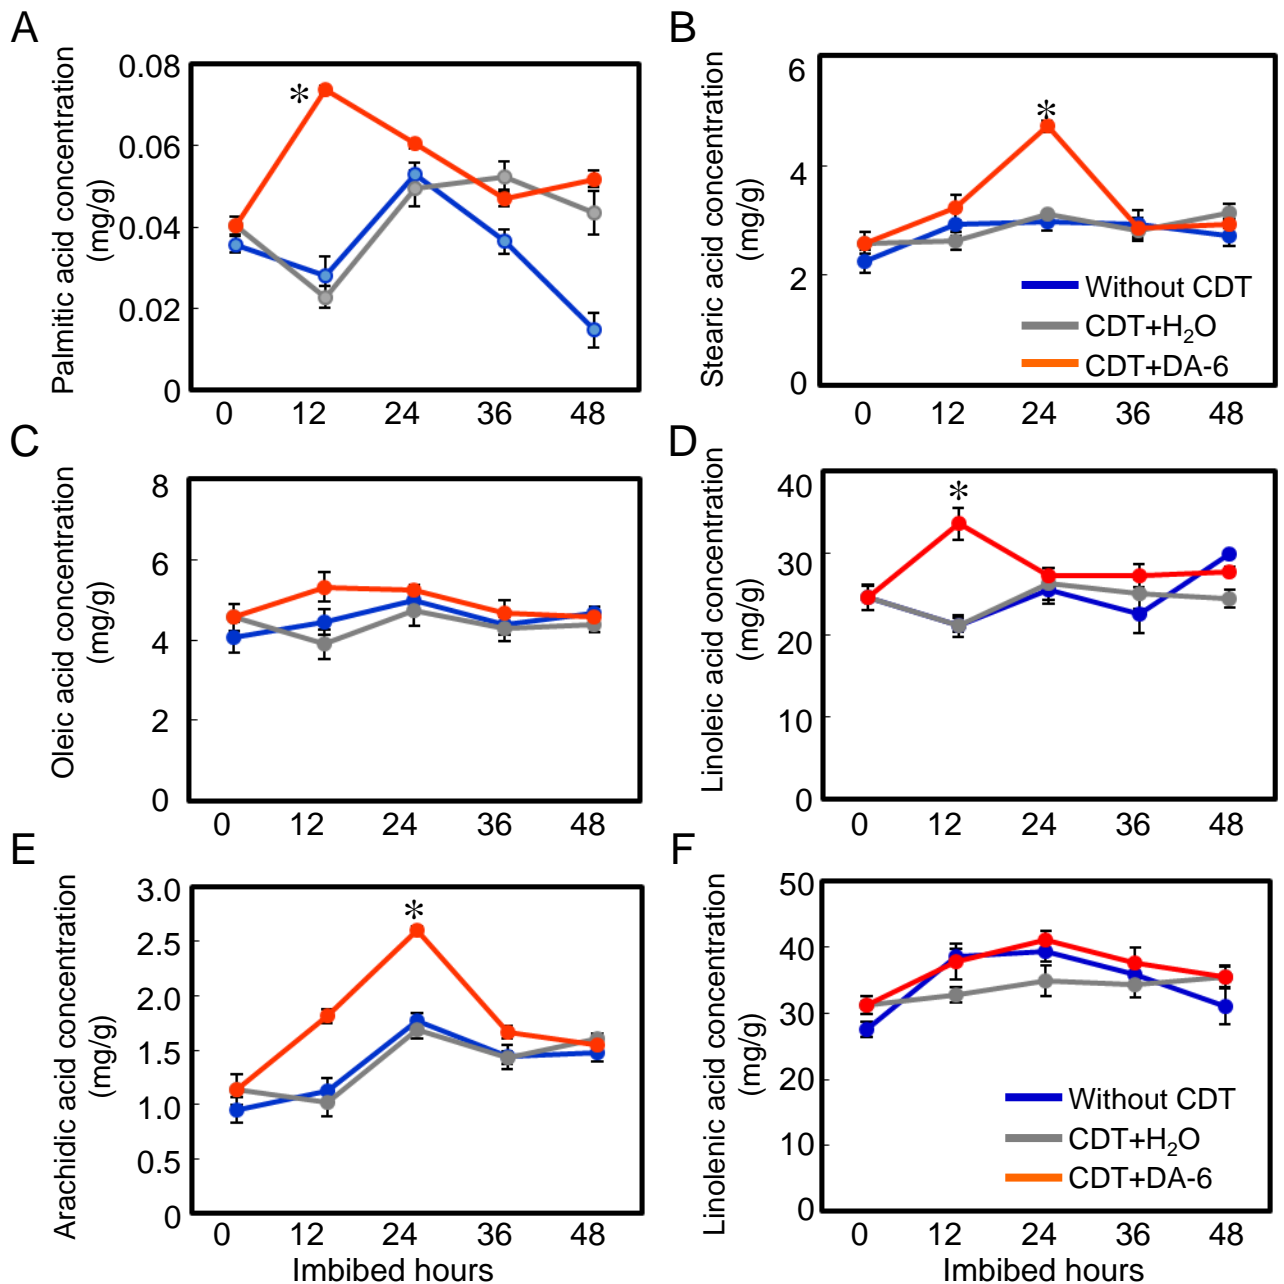 A
Palmitic acid concentration
(mg/g)
0.08
0.06
0.04
0.02
0
*
0 12 24 36 48
B
Stearic acid concentration
(mg/g)
6
4
2
0
*
Without CDT
CDT+H₂O
CDT+DA-6
0 12 24 36 48
C
Oleic acid concentration
(mg/g)
8
6
4
2
0
0 12 24 36 48
D
Linoleic acid concentration
(mg/g)
40
30
20
10
0
*
0 12 24 36 48
E
Arachidic acid concentration
(mg/g)
3.0
2.5
2.0
1.5
1.0
0.5
0
*
0 12 24 36 48
Imbibed hours
F
Linolenic acid concentration
(mg/g)
50
40
30
20
10
0
Without CDT
CDT+H₂O
CDT+DA-6
0 12 24 36 48
Imbibed hours